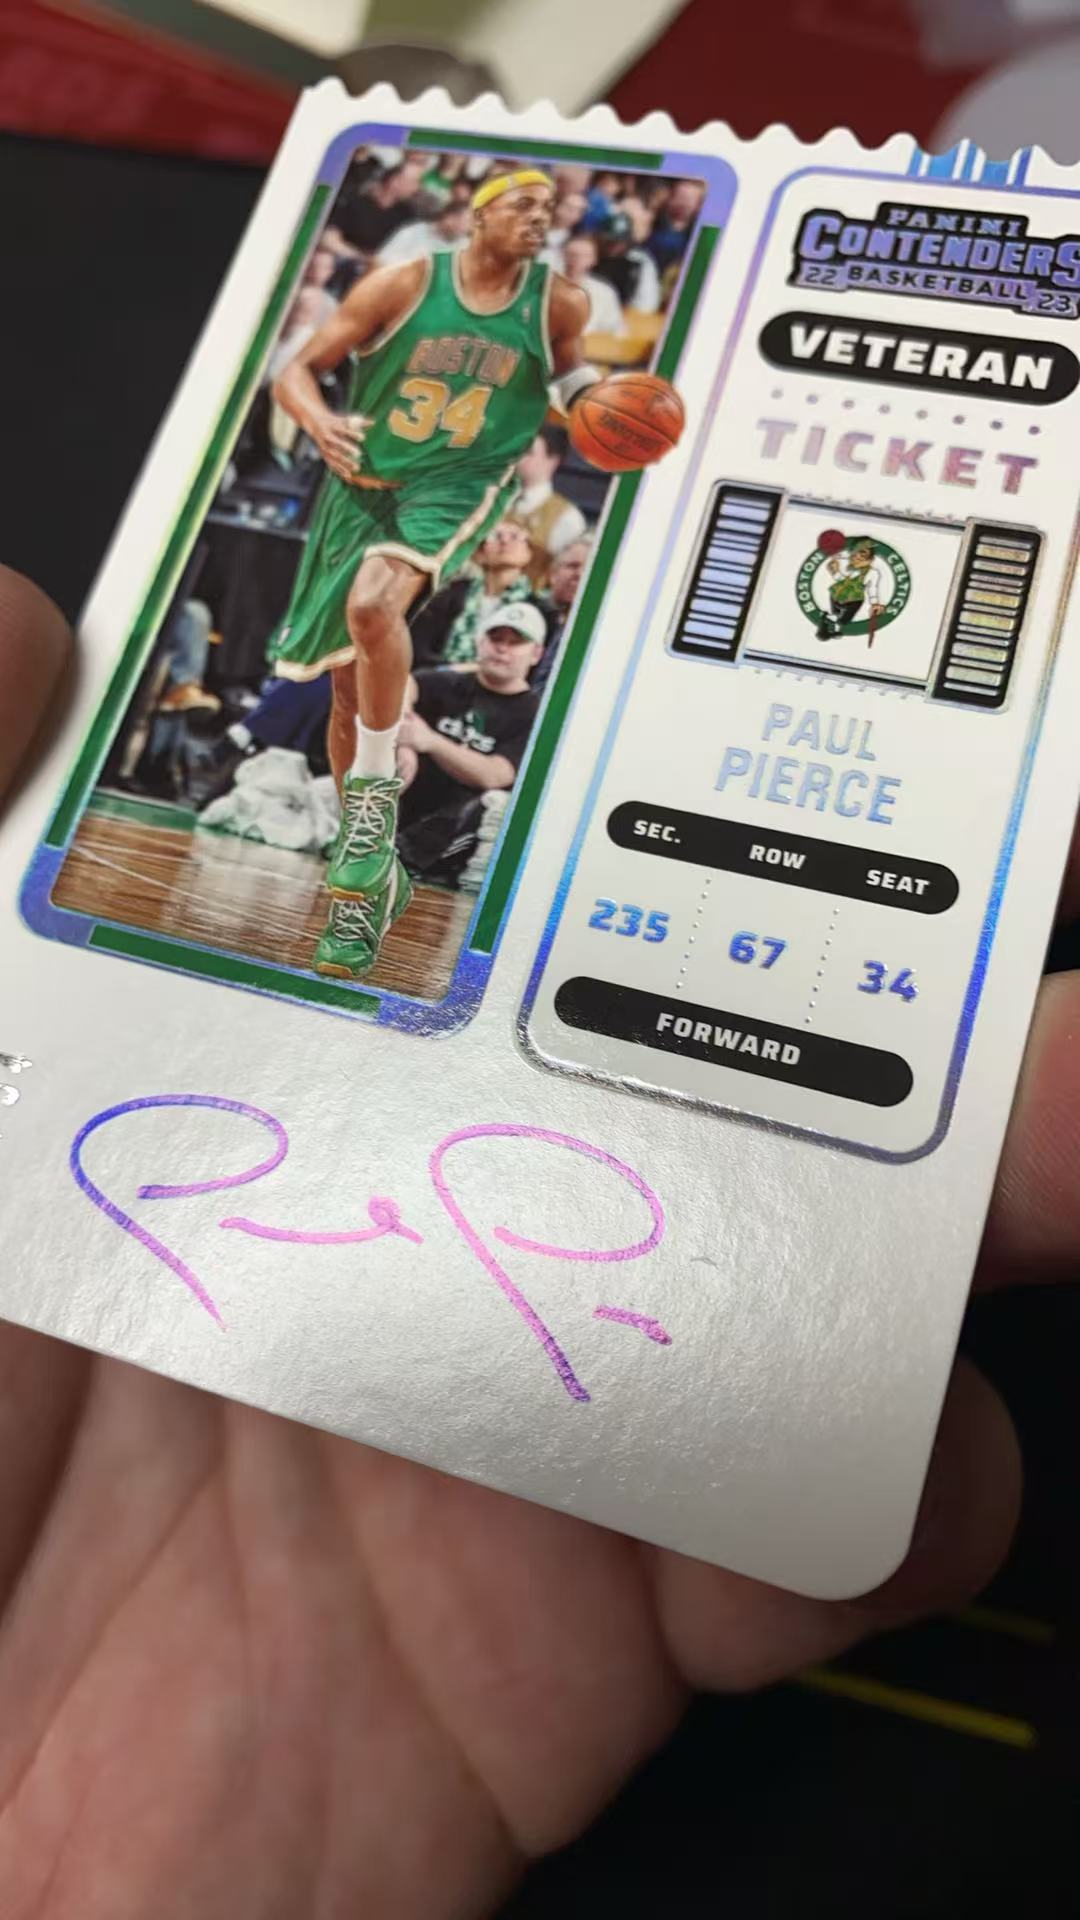 PANINI
CONTENDERS
22 BASKETBALL 23
VETERAN
TICKET
BOSTON
34
BOSTON CELTICS
PAUL
PIERCE
SEC. ROW SEAT
235 67 34
FORWARD